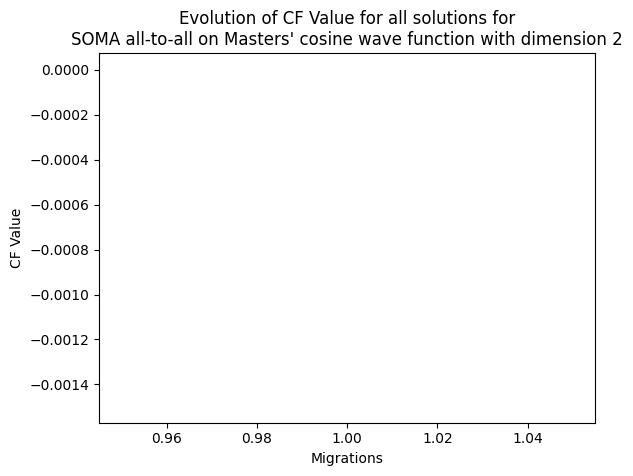 Evolution of CF Value for all solutions for
SOMA all-to-all on Masters' cosine wave function with dimension 2
0.0000
−0.0002
−0.0004
−0.0006
−0.0008
−0.0010
−0.0012
−0.0014
CF Value
0.96 0.98 1.00 1.02 1.04
Migrations